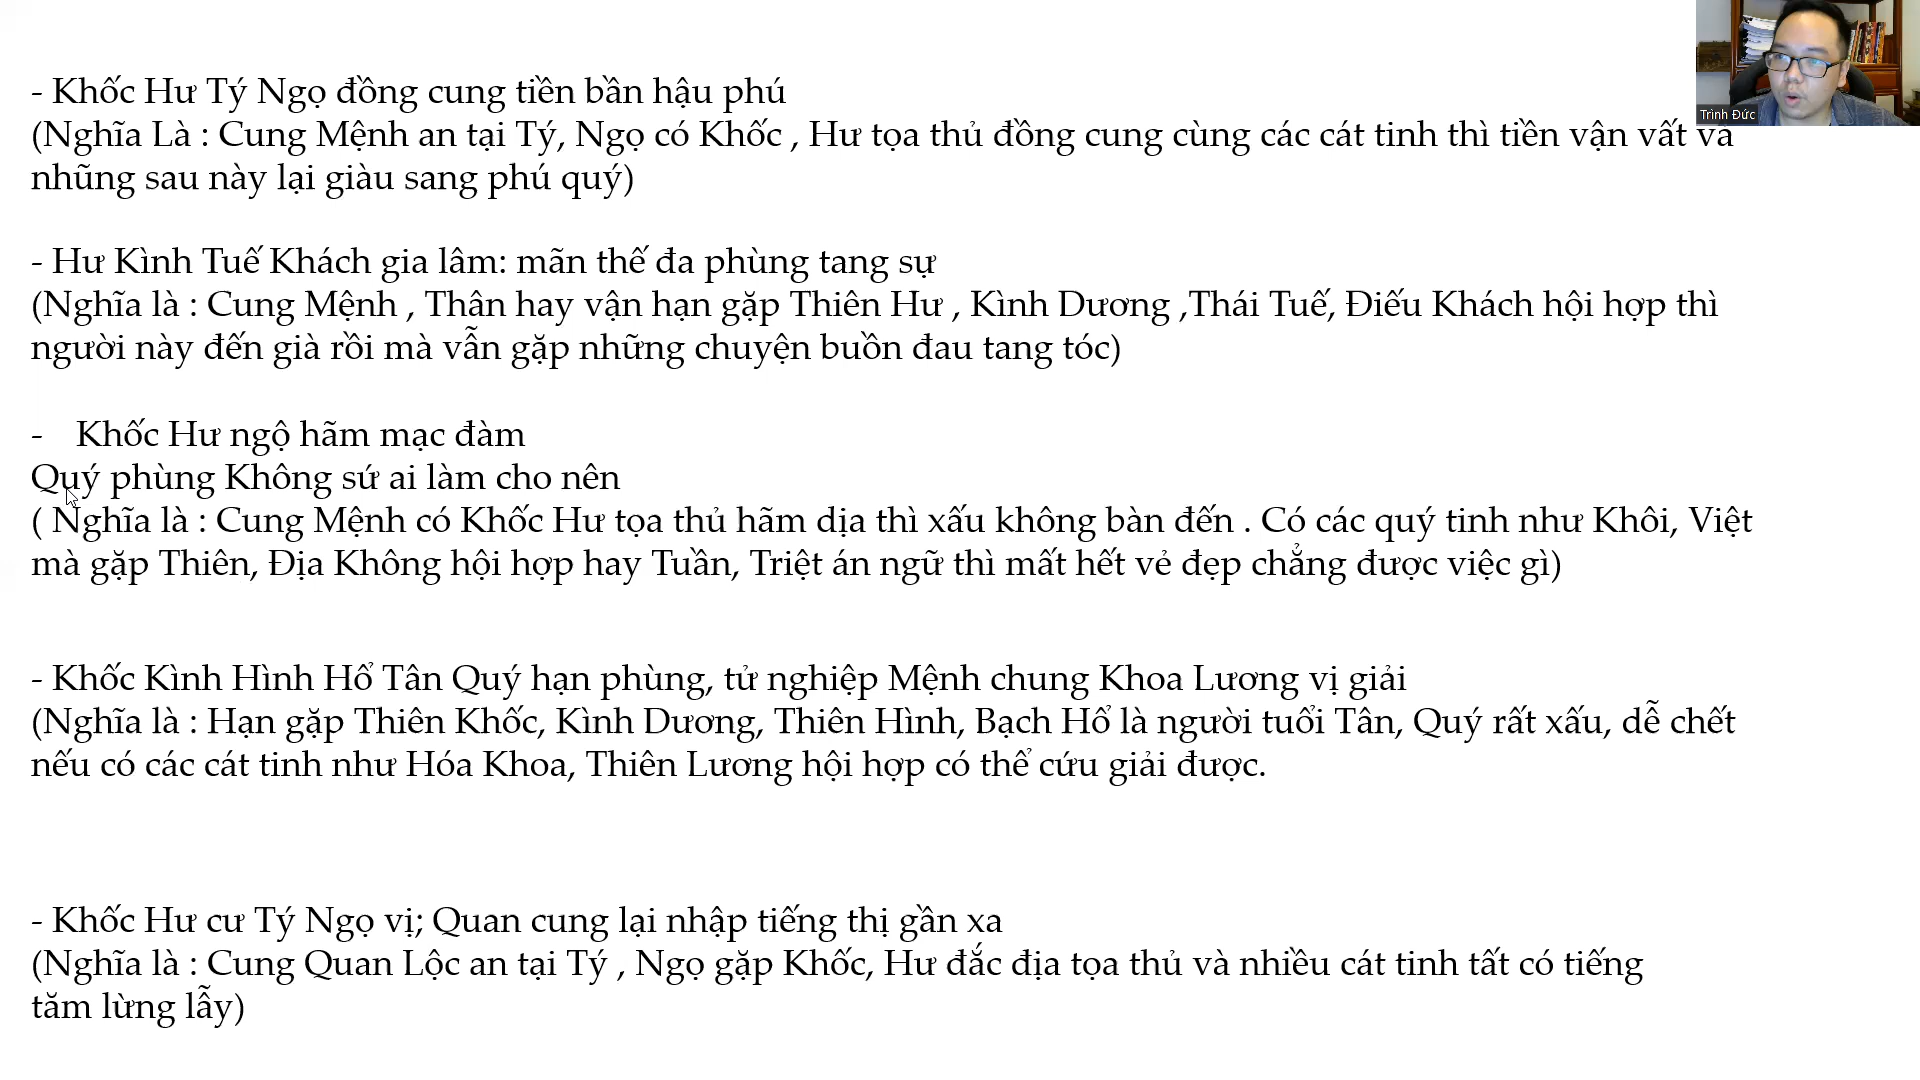 - Khốc Hư Tý Ngọ đồng cung tiền bần hậu phú
(Nghĩa Là : Cung Mệnh an tại Tý, Ngọ có Khốc , Hư tọa thủ đồng cung cùng các cát tinh thì tiền vận vất vả
nhũng sau này lại giàu sang phú quý)
- Hư Kình Tuế Khách gia lâm: mãn thế đa phùng tang sự
(Nghĩa là : Cung Mệnh , Thân hay vận hạn gặp Thiên Hư , Kình Dương ,Thái Tuế, Điếu Khách hội hợp thì
người này đến già rồi mà vẫn gặp những chuyện buồn đau tang tóc)
- Khốc Hư ngộ hãm mạc đàm
Quý phùng Không sứ ai làm cho nên
( Nghĩa là : Cung Mệnh có Khốc Hư tọa thủ hãm dịa thì xấu không bàn đến . Có các quý tinh như Khôi, Việt
mà gặp Thiên, Địa Không hội hợp hay Tuần, Triệt án ngữ thì mất hết vẻ đẹp chẳng được việc gì)
- Khốc Kình Hình Hổ Tân Quý hạn phùng, tử nghiệp Mệnh chung Khoa Lương vị giải
(Nghĩa là : Hạn gặp Thiên Khốc, Kình Dương, Thiên Hình, Bạch Hổ là người tuổi Tân, Quý rất xấu, dễ chết
nếu có các cát tinh như Hóa Khoa, Thiên Lương hội hợp có thể cứu giải được.
- Khốc Hư cư Tý Ngọ vị; Quan cung lại nhập tiếng thị gần xa
(Nghĩa là : Cung Quan Lộc an tại Tý , Ngọ gặp Khốc, Hư đắc địa tọa thủ và nhiều cát tinh tất có tiếng
tăm lừng lẫy)
Trình Đức